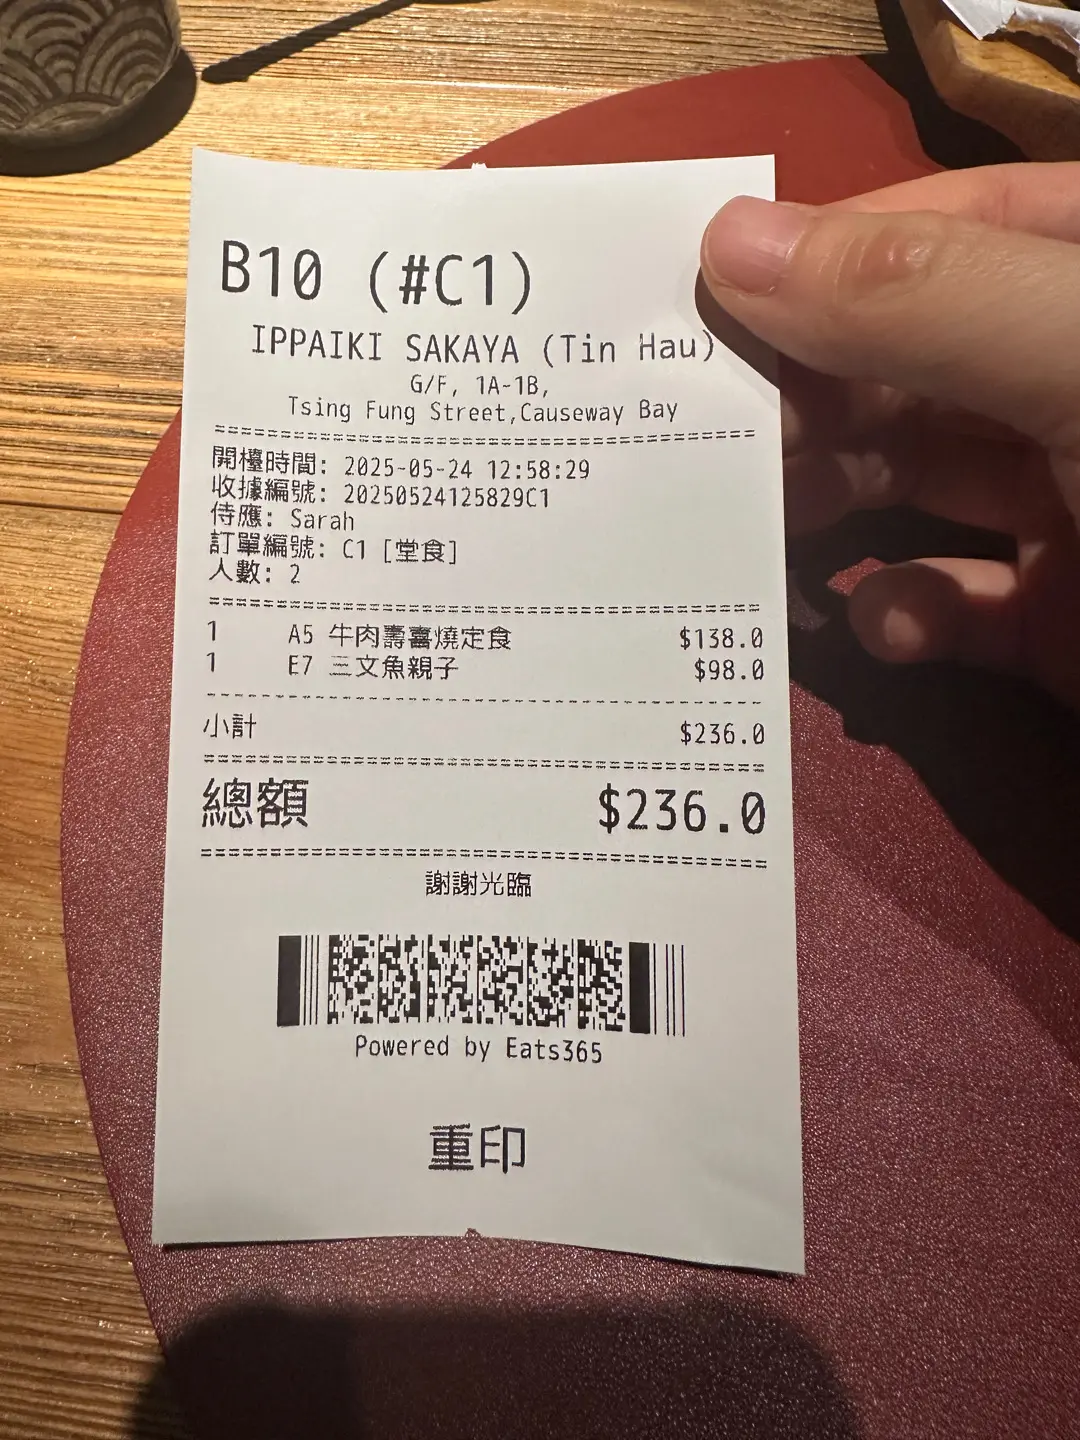 B10 (#C1)
IPPAIKI SAKAYA (Tin Hau)
G/F, 1A-1B,
Tsing Fung Street,Causeway Bay
==========================================
開檯時間: 2025-05-24 12:58:29
收據編號: 20250524125829C1
侍應: Sarah
訂單編號: C1 [堂食]
人數: 2
==========================================
1 A5 牛肉壽喜燒定食 $138.0
1 E7 三文魚親子 $98.0
------------------------------------------
小計 $236.0
==========================================
總額 $236.0
==========================================
謝謝光臨
Powered by Eats365
重印